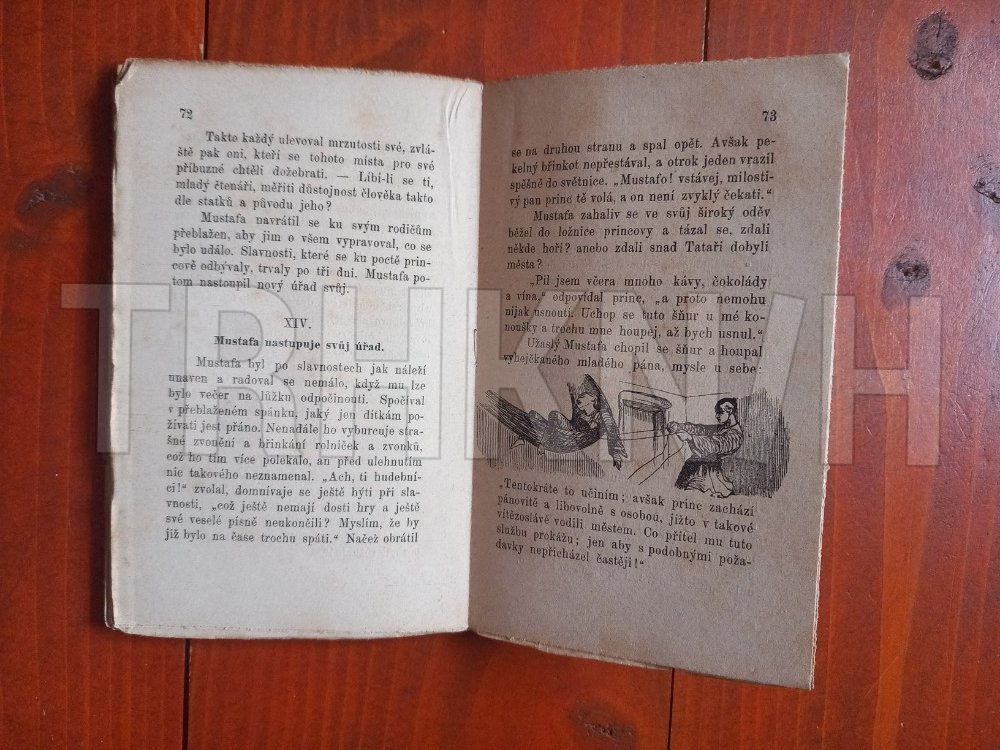 72
Takto každý ulevoval mrzutosti své, zvlá-
ště pak oni, kteří se tohoto místa pro své
příbuzné chtěli dožebrati. — Líbí-li se ti,
mladý čtenáři, měřiti důstojnost člověka takto
dle statků a původu jeho?
Mustafa navrátil se ku svým rodičům
přeblažen, aby jim o všem vypravoval, co se
bylo událo. Slavnosti, které se ku poctě prin-
cově odbývaly, trvaly po tři dni. Mustafa po-
tom nastoupil nový úřad svůj.
XIV.
Mustafa nastupuje svůj úřad.
Mustafa byl po slavnostech jak náleží
unaven a radoval se nemálo, když mu lze
bylo večer na lůžku odpočinouti. Spočíval
v přeblaženém spánku, jaký jen dítkám po-
žívati jest přáno. Nenadále ho vyburcuje stra-
šné zvonění a břinkání rolniček a zvonků,
což ho tím více polekalo, an před ulehnutím
nic takového neznamenal. „Ach, ti hudební-
ci!“ zvolal, domnívaje se ještě býti při sla-
vnosti, „což ještě nemají dosti hry a ještě
své veselé písně neukončili? Myslím, že by
již bylo na čase trochu spáti.“ Načež obrátil
73
se na druhou stranu a spal opět. Avšak pe-
kelný břinkot nepřestával, a otrok jeden vrazil
spěšně do světnice. „Mustafo! vstávej, milosti-
vý pan princ tě volá, a on není zvyklý čekati.“
Mustafa zahaliv se ve svůj široký oděv
běžel do ložnice princovy a tázal se, zdali
někde hoří? anebo zdali snad Tataři dobyli
města?
„Pil jsem včera mnoho kávy, čokolády
a vína,“ odpovídal princ, „a proto nemohu
nijak usnouti. Uchop se tuto šňur u mé ko-
noušky a trochu mne houpej, až bych usnul.“
Užaslý Mustafa chopil se šňur a houpal
vyhejčkaného mladého pána, mysle u sebe:
„Tentokráte to učiním; avšak princ zachází
pánovitě a libovolně s osobou, jižto v takové
vítězoslávě vodili městem. Co přítel mu tuto
službu prokážu; jen aby s podobnými poža-
davky nepřicházel častěji!“
TRHKNIH